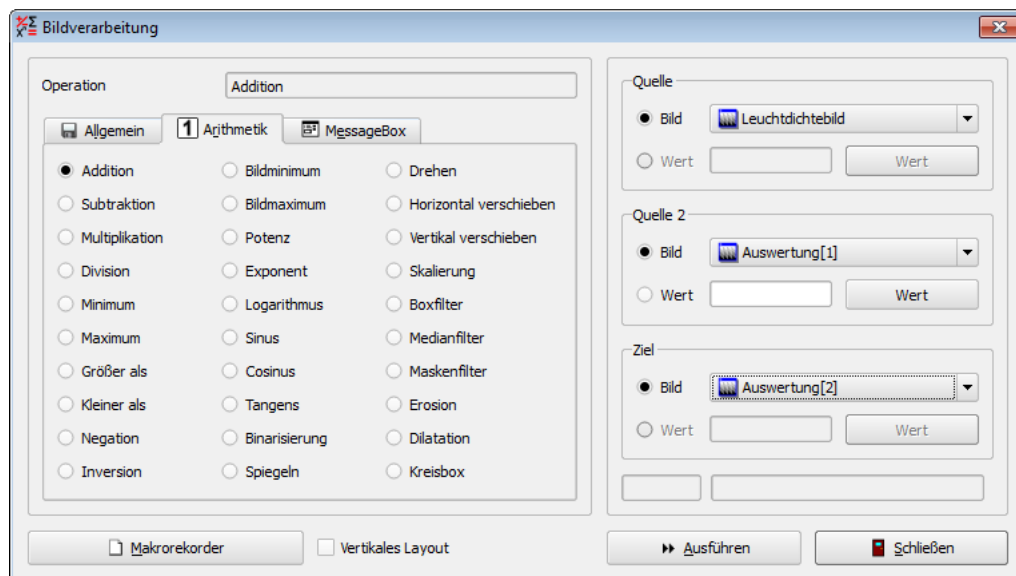 Bildverarbeitung
Operation
Addition
Allgemein
1 Arithmetik
MessageBox
Addition
Bildminimum
Drehen
Subtraktion
Bildmaximum
Horizontal verschieben
Multiplikation
Potenz
Vertikal verschieben
Division
Exponent
Skalierung
Minimum
Logarithmus
Boxfilter
Maximum
Sinus
Medianfilter
Größer als
Cosinus
Maskenfilter
Kleiner als
Tangens
Erosion
Negation
Binarisierung
Dilatation
Inversion
Spiegeln
Kreisbox
Quelle
Bild
Leuchtdichtebild
Wert
Wert
Quelle 2
Bild
Auswertung[1]
Wert
Wert
Ziel
Bild
Auswertung[2]
Wert
Wert
Makrorekorder
Vertikales Layout
Ausführen
Schließen